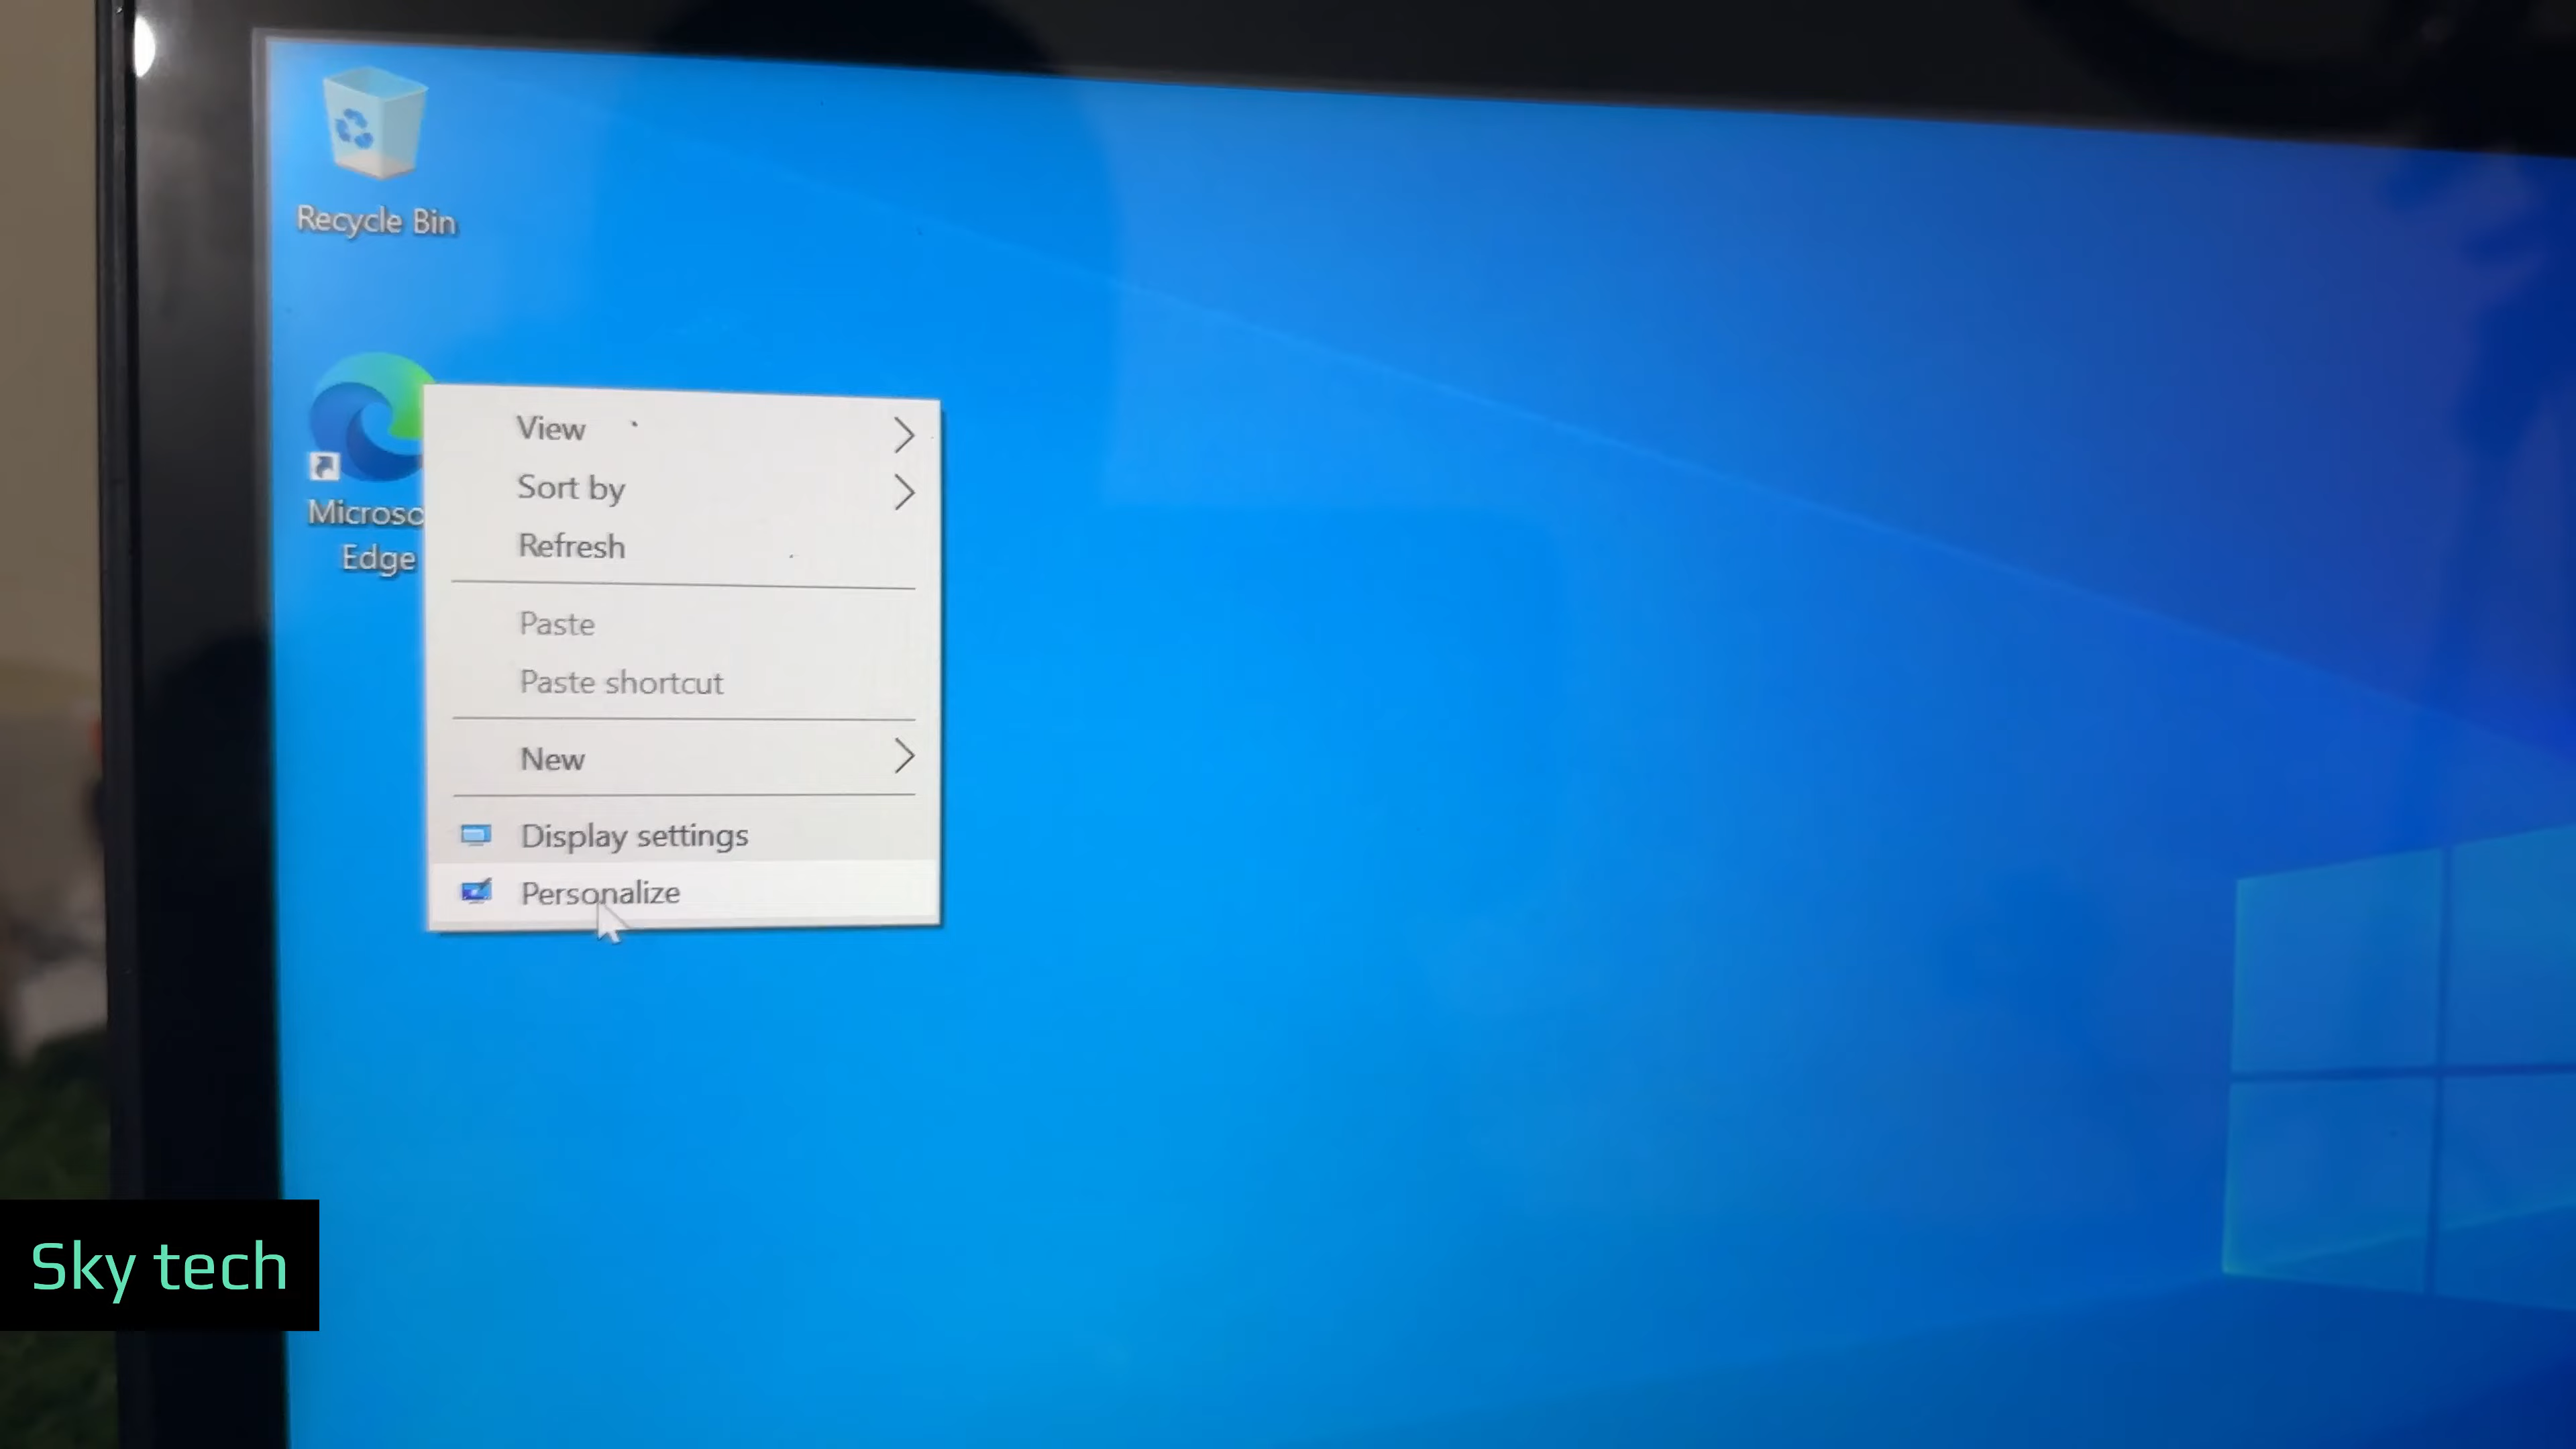 Recycle Bin
Microso
Edge
View
Sort by
Refresh
Paste
Paste shortcut
New
Display settings
Personalize
Sky tech